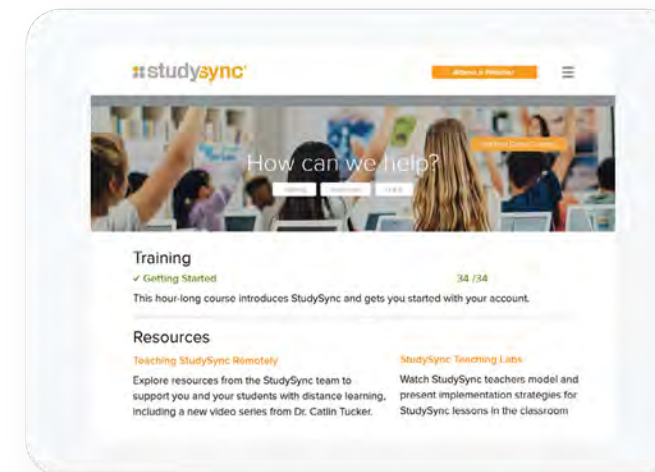 studysync
Attend a Webinar
How can we help?
Training
✓ Getting Started 34 /34
This hour-long course introduces StudySync and gets you started with your account.
Resources
Teaching StudySync Remotely
Explore resources from the StudySync team to
support you and your students with distance learning,
including a new video series from Dr. Catlin Tucker.
StudySync Teaching Labs
Watch StudySync teachers model and
present implementation strategies for
StudySync lessons in the classroom